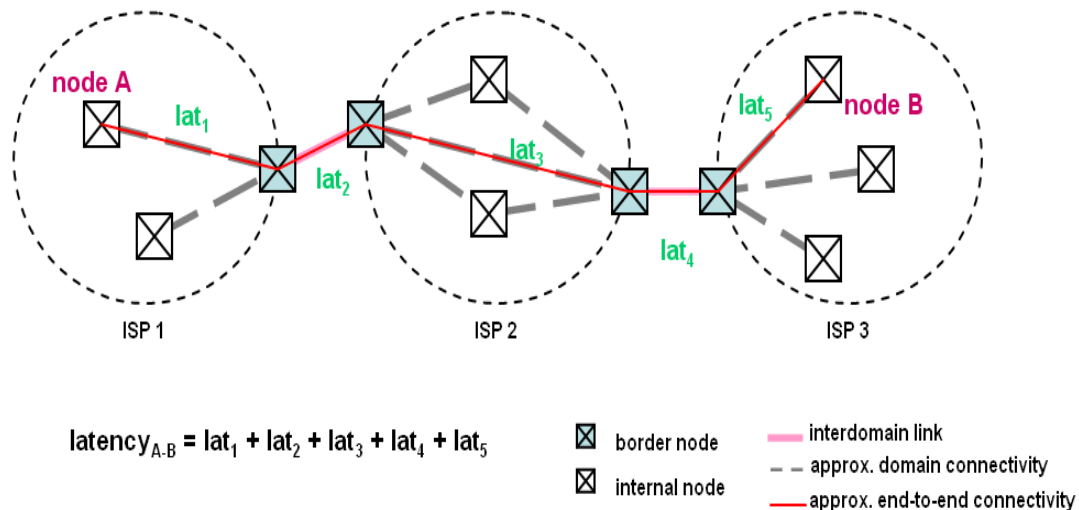 node A
lat1
lat2
lat3
lat4
lat5
node B
ISP 1
ISP 2
ISP 3
latencyA-B = lat1 + lat2 + lat3 + lat4 + lat5
border node
internal node
interdomain link
approx. domain connectivity
approx. end-to-end connectivity